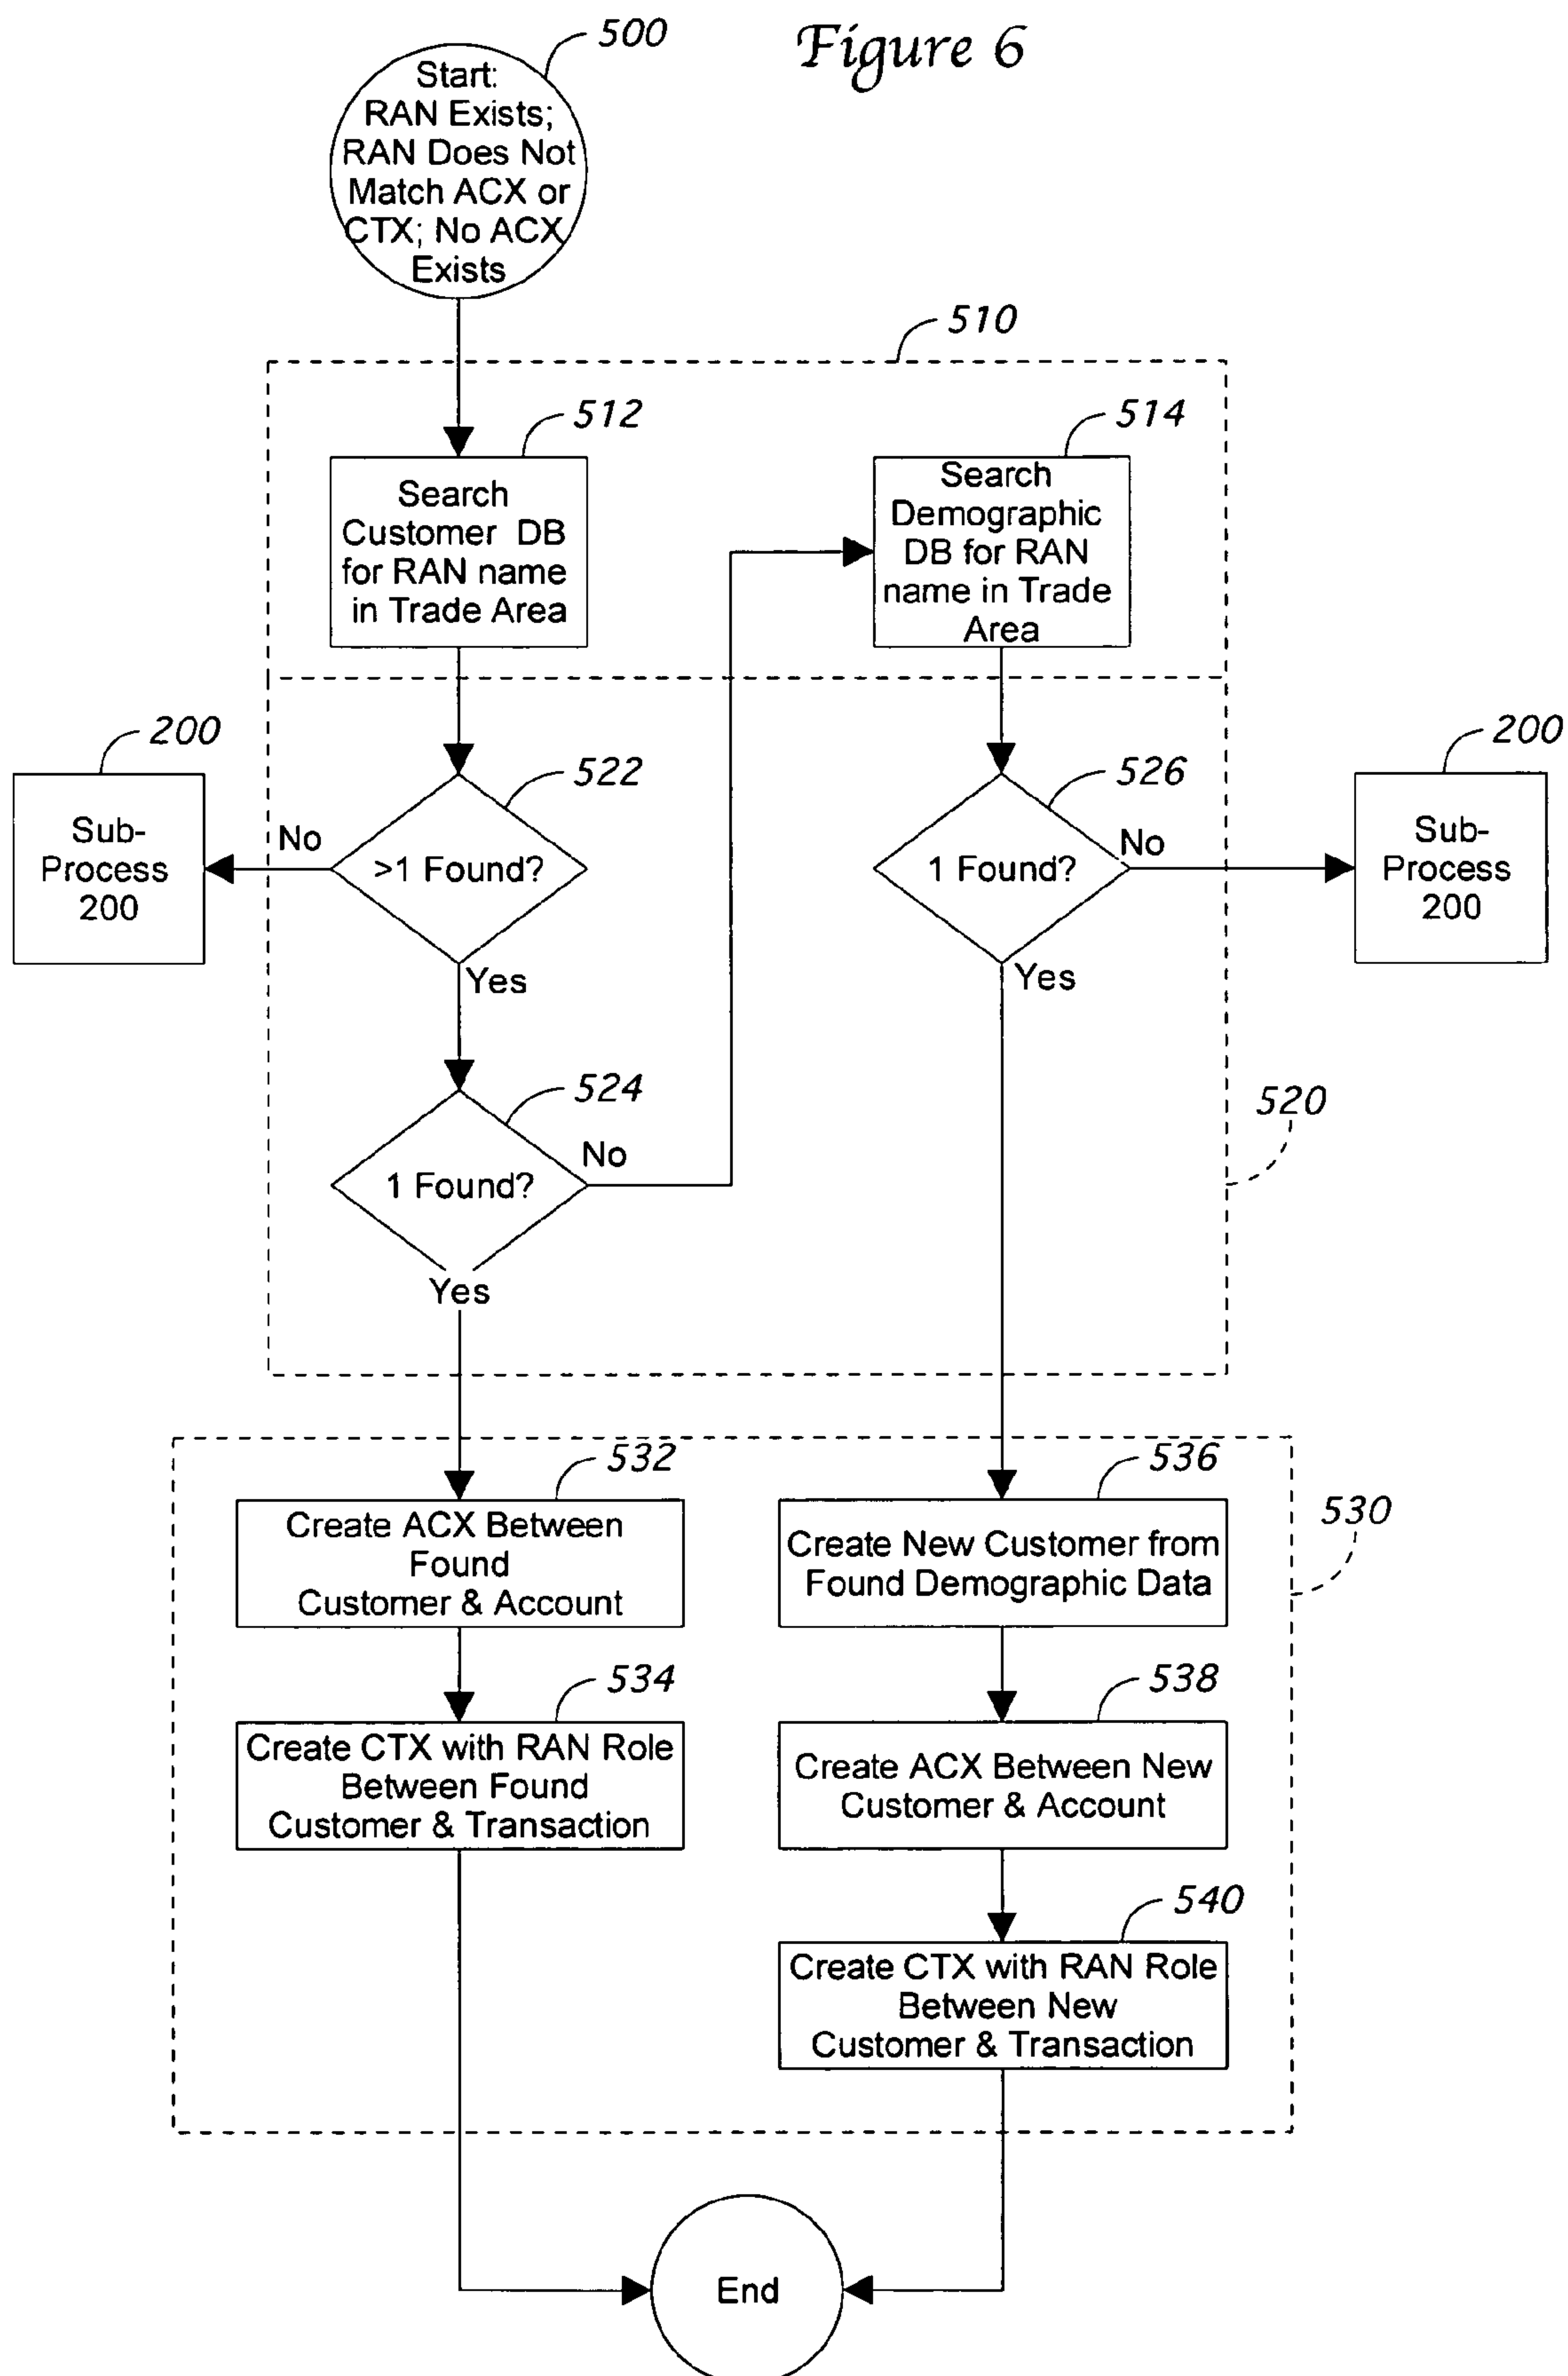 Figure 6
500
Start:
RAN Exists;
RAN Does Not
Match ACX or
CTX; No ACX
Exists
510
512
Search
Customer DB
for RAN name
in Trade Area
514
Search
Demographic
DB for RAN
name in Trade
Area
200
Sub-
Process
200
No
522
>1 Found?
Yes
526
1 Found?
No
Yes
200
Sub-
Process
200
524
1 Found?
No
Yes
520
530
532
Create ACX Between
Found
Customer & Account
534
Create CTX with RAN Role
Between Found
Customer & Transaction
536
Create New Customer from
Found Demographic Data
538
Create ACX Between New
Customer & Account
540
Create CTX with RAN Role
Between New
Customer & Transaction
End